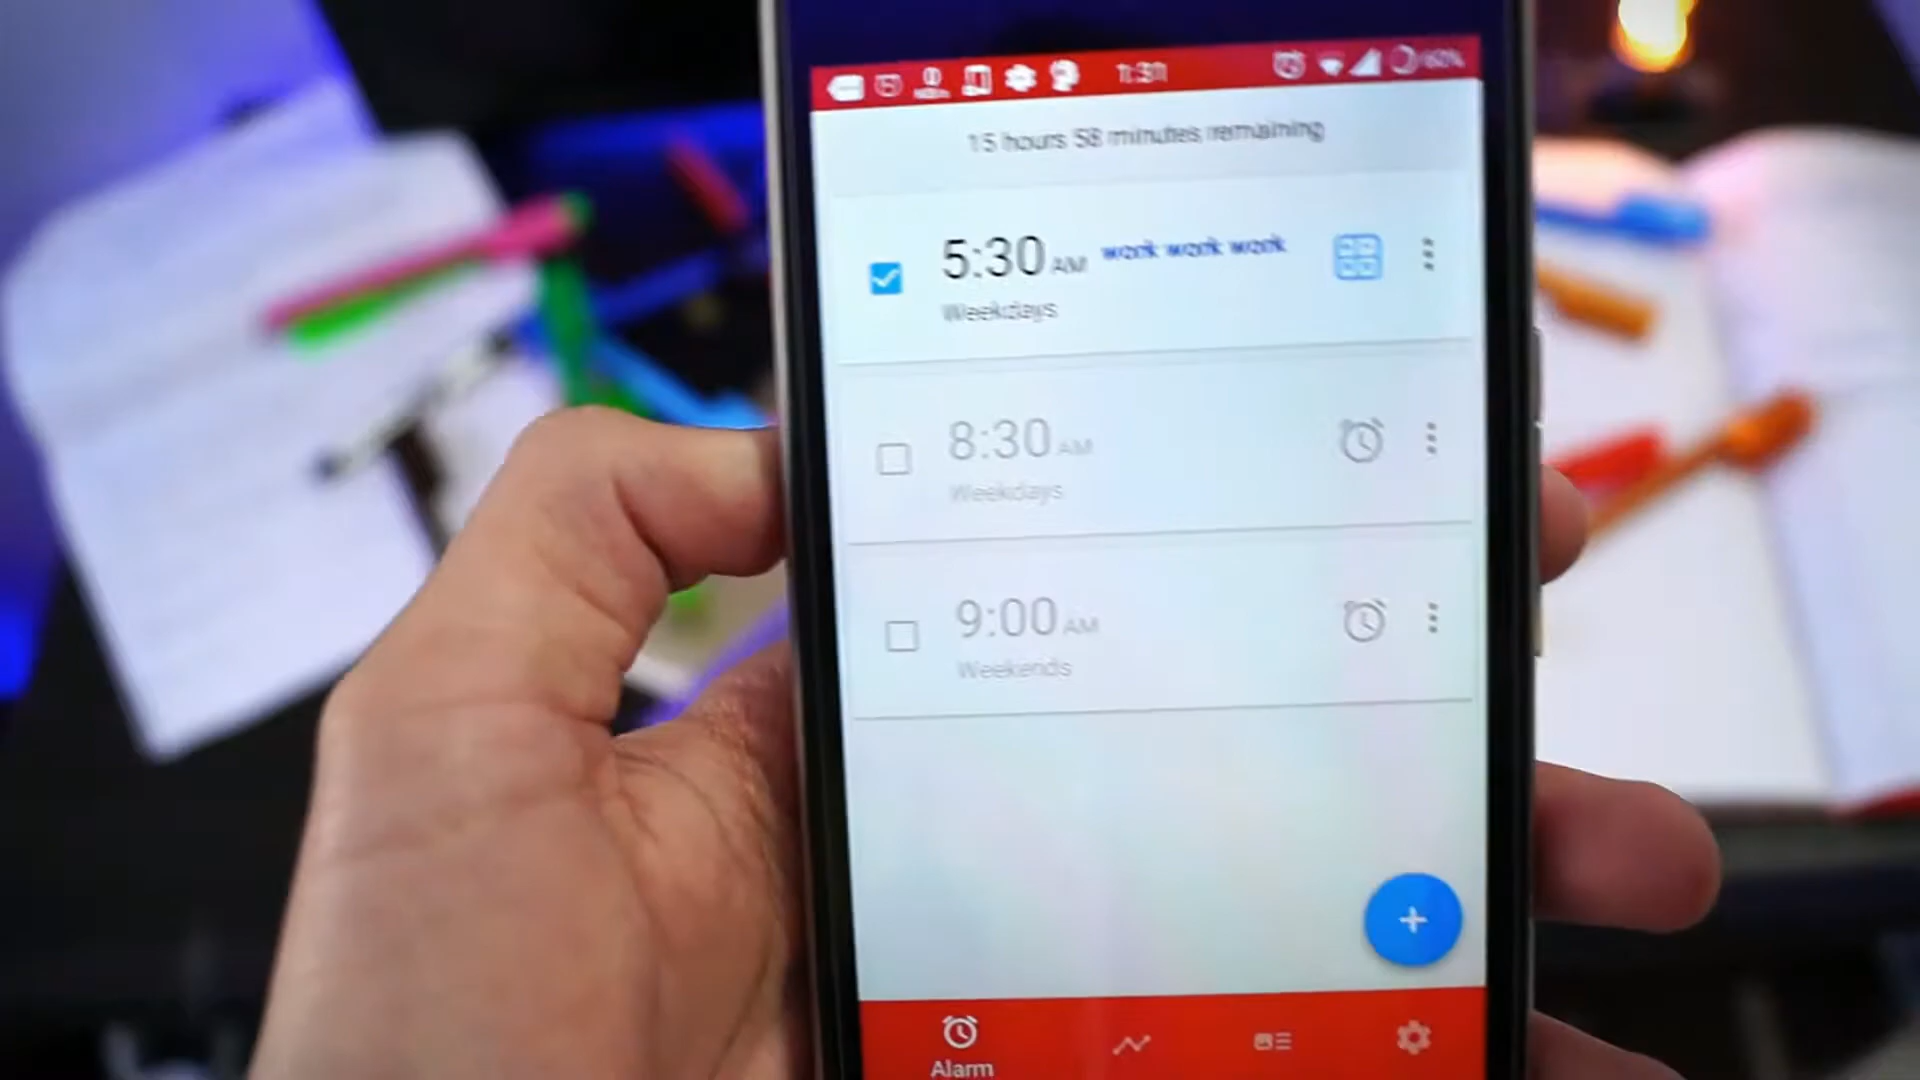 1:31 60%
15 hours 58 minutes remaining
5:30 AM work work work
Weekdays
8:30 AM
Weekdays
9:00 AM
Weekends
Alarm